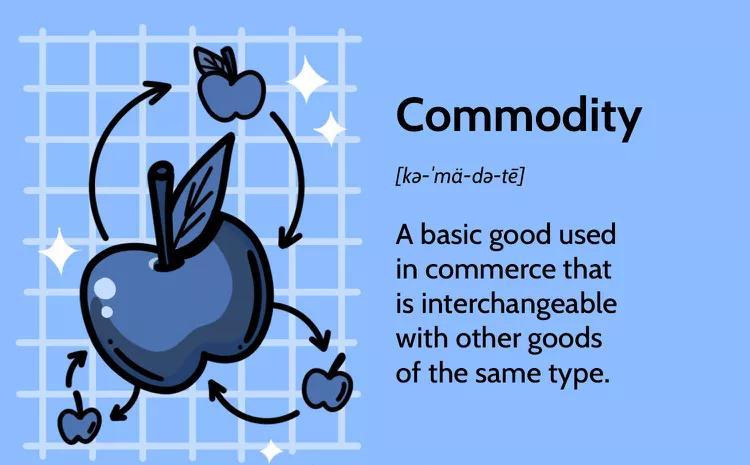 Commodity
[kə-ˈmä-də-tē]
A basic good used
in commerce that
is interchangeable
with other goods
of the same type.